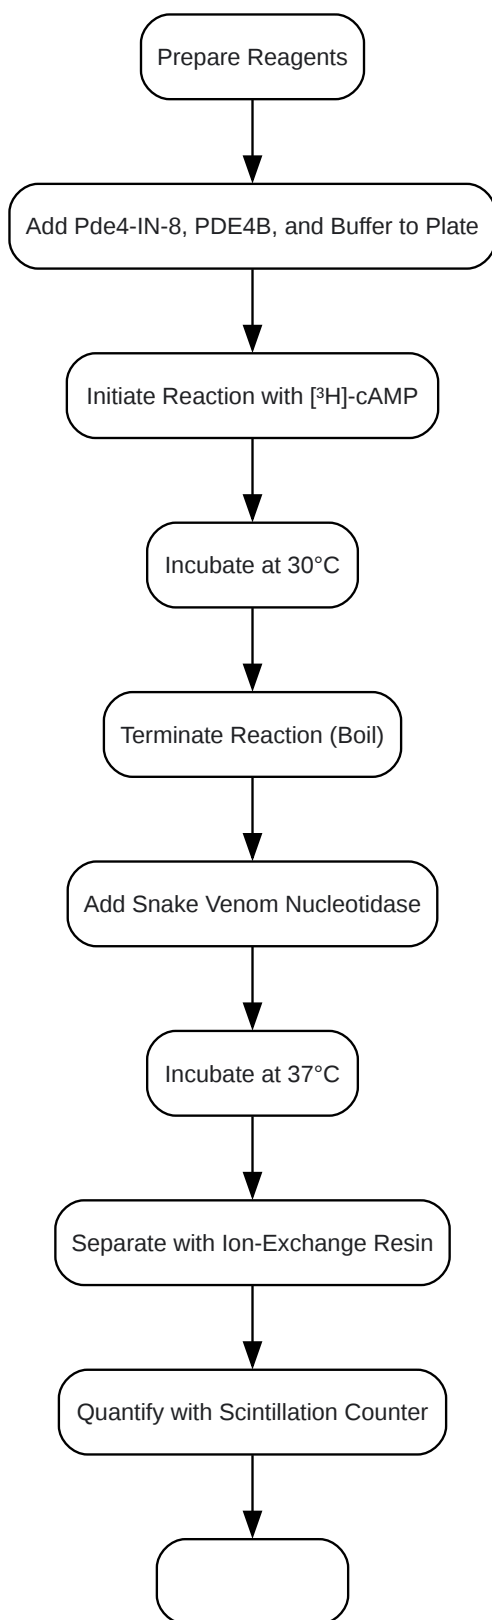 Prepare Reagents
Add Pde4-IN-8, PDE4B, and Buffer to Plate
Initiate Reaction with [³H]-cAMP
Incubate at 30°C
Terminate Reaction (Boil)
Add Snake Venom Nucleotidase
Incubate at 37°C
Separate with Ion-Exchange Resin
Quantify with Scintillation Counter